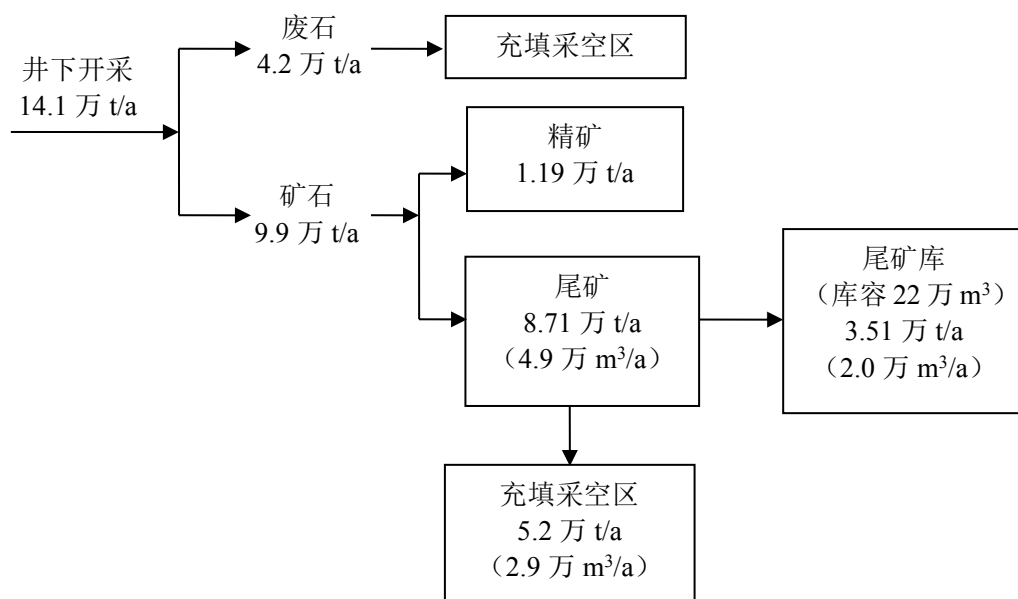 废石
4.2 万 t/a
充填采空区
井下开采
14.1 万 t/a
精矿
1.19 万 t/a
矿石
9.9 万 t/a
尾矿
8.71 万 t/a
（4.9 万 m³/a）
尾矿库
（库容 22 万 m³）
3.51 万 t/a
（2.0 万 m³/a）
充填采空区
5.2 万 t/a
（2.9 万 m³/a）